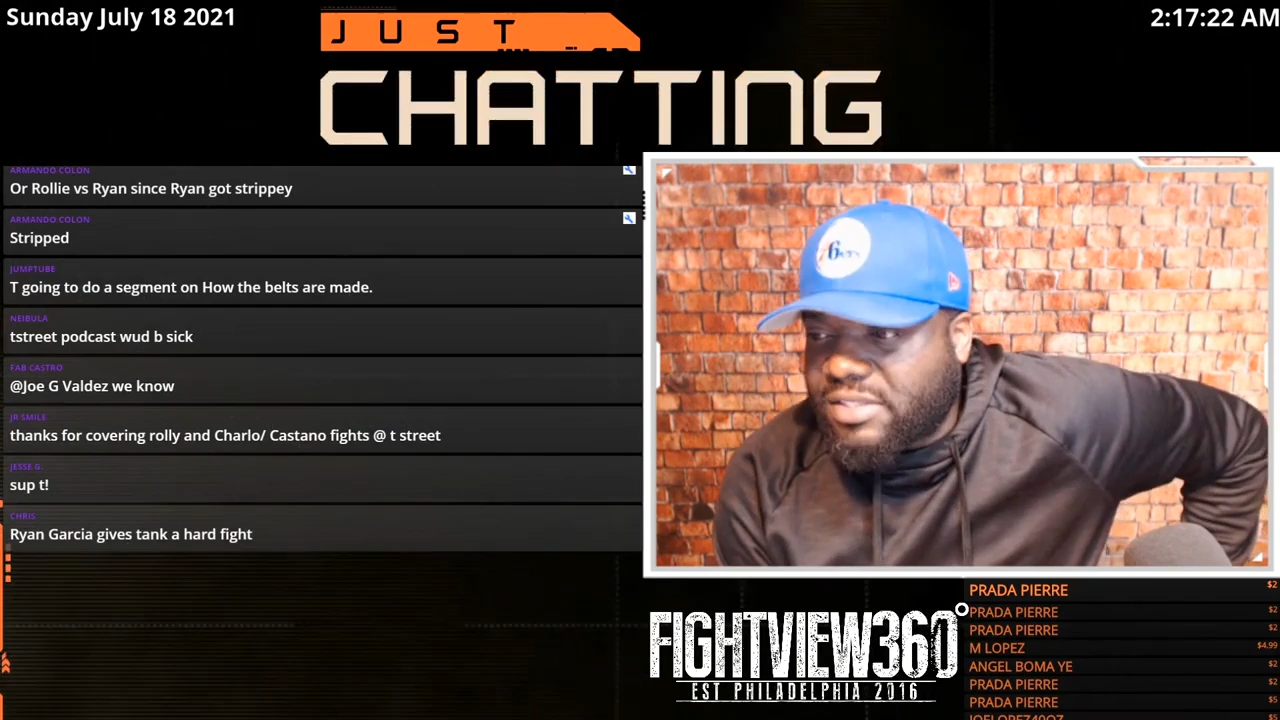 Sunday July 18 2021
2:17:22 AM
JUST
CHATTING
ARMANDO COLON
Or Rollie vs Ryan since Ryan got strippey
ARMANDO COLON
Stripped
JUMPTUBE
T going to do a segment on How the belts are made.
NEIBULA
tstreet podcast wud b sick
FAB CASTRO
@Joe G Valdez we know
JR SMILE
thanks for covering rolly and Charlo/ Castano fights @ t street
JESSE G.
sup t!
CHRIS
Ryan Garcia gives tank a hard fight
76ers
FIGHTVIEW360°
EST PHILADELPHIA 2016
PRADA PIERRE $2
PRADA PIERRE $2
PRADA PIERRE $2
M LOPEZ $4.99
ANGEL BOMA YE $2
PRADA PIERRE $2
PRADA PIERRE $5